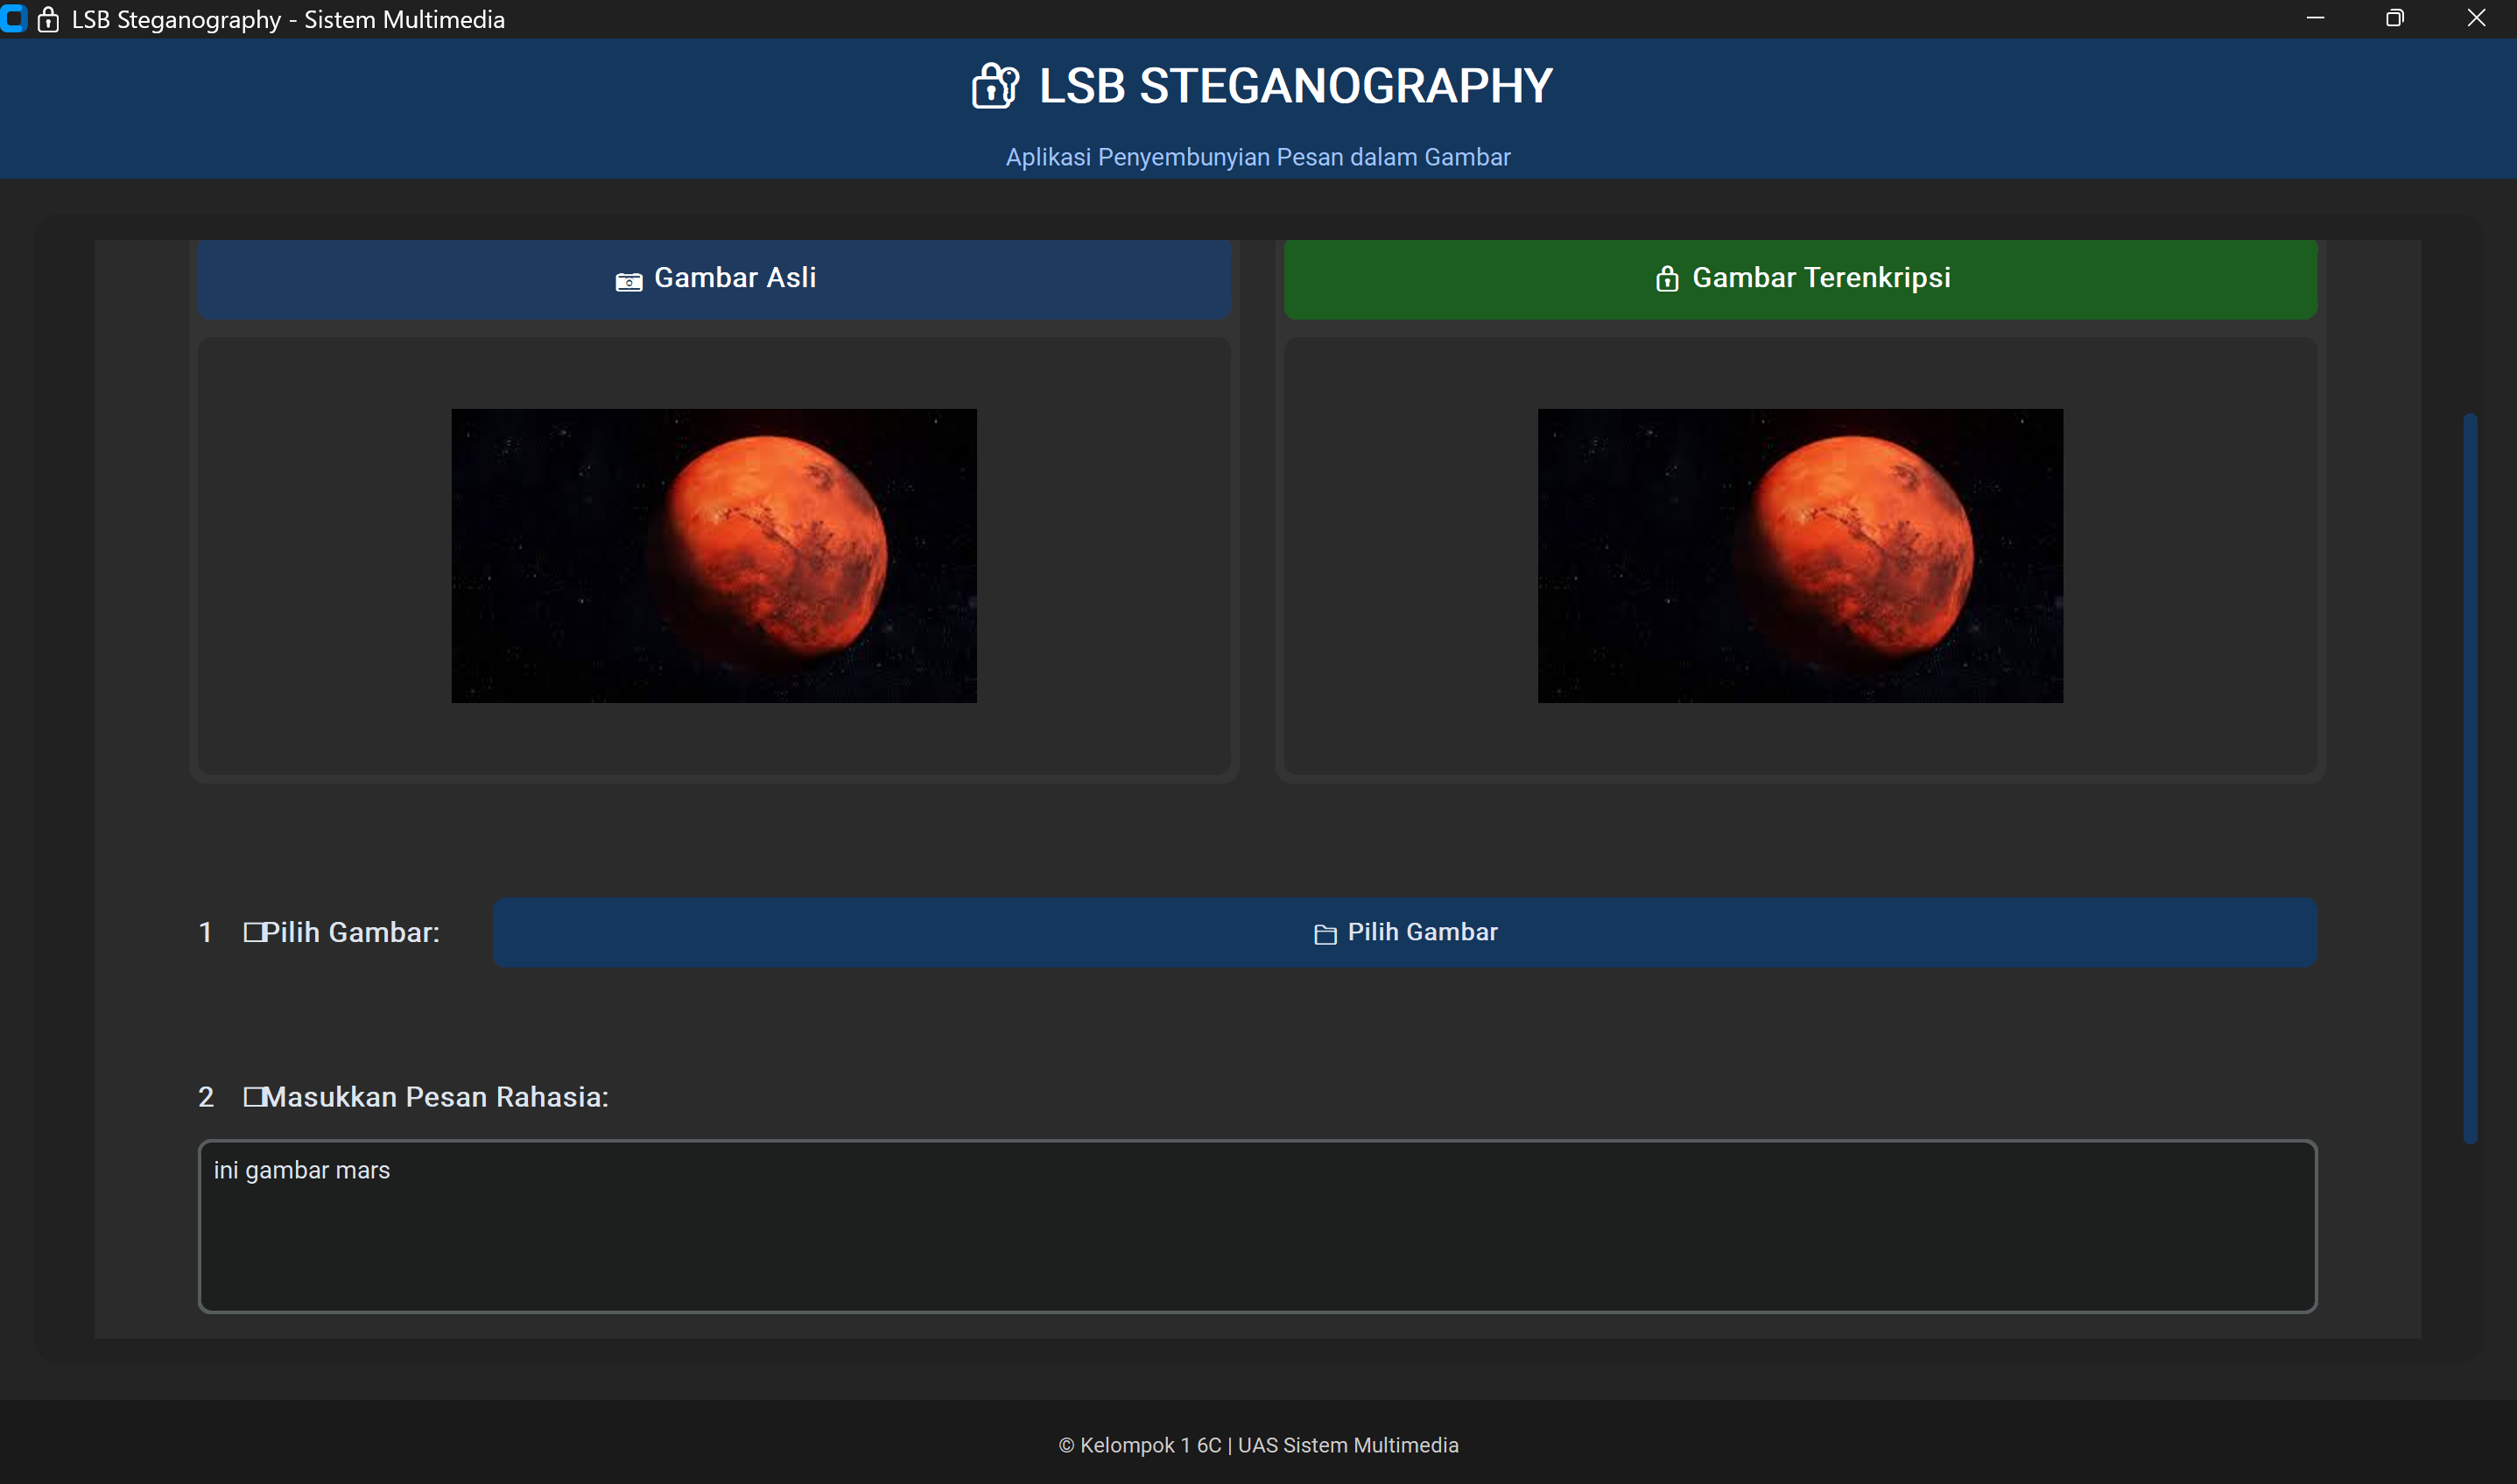 LSB Steganography - Sistem Multimedia
LSB STEGANOGRAPHY
Aplikasi Penyembunyian Pesan dalam Gambar
Gambar Asli
Gambar Terenkripsi
1 □Pilih Gambar:
Pilih Gambar
2 □Masukkan Pesan Rahasia:
ini gambar mars
© Kelompok 1 6C | UAS Sistem Multimedia